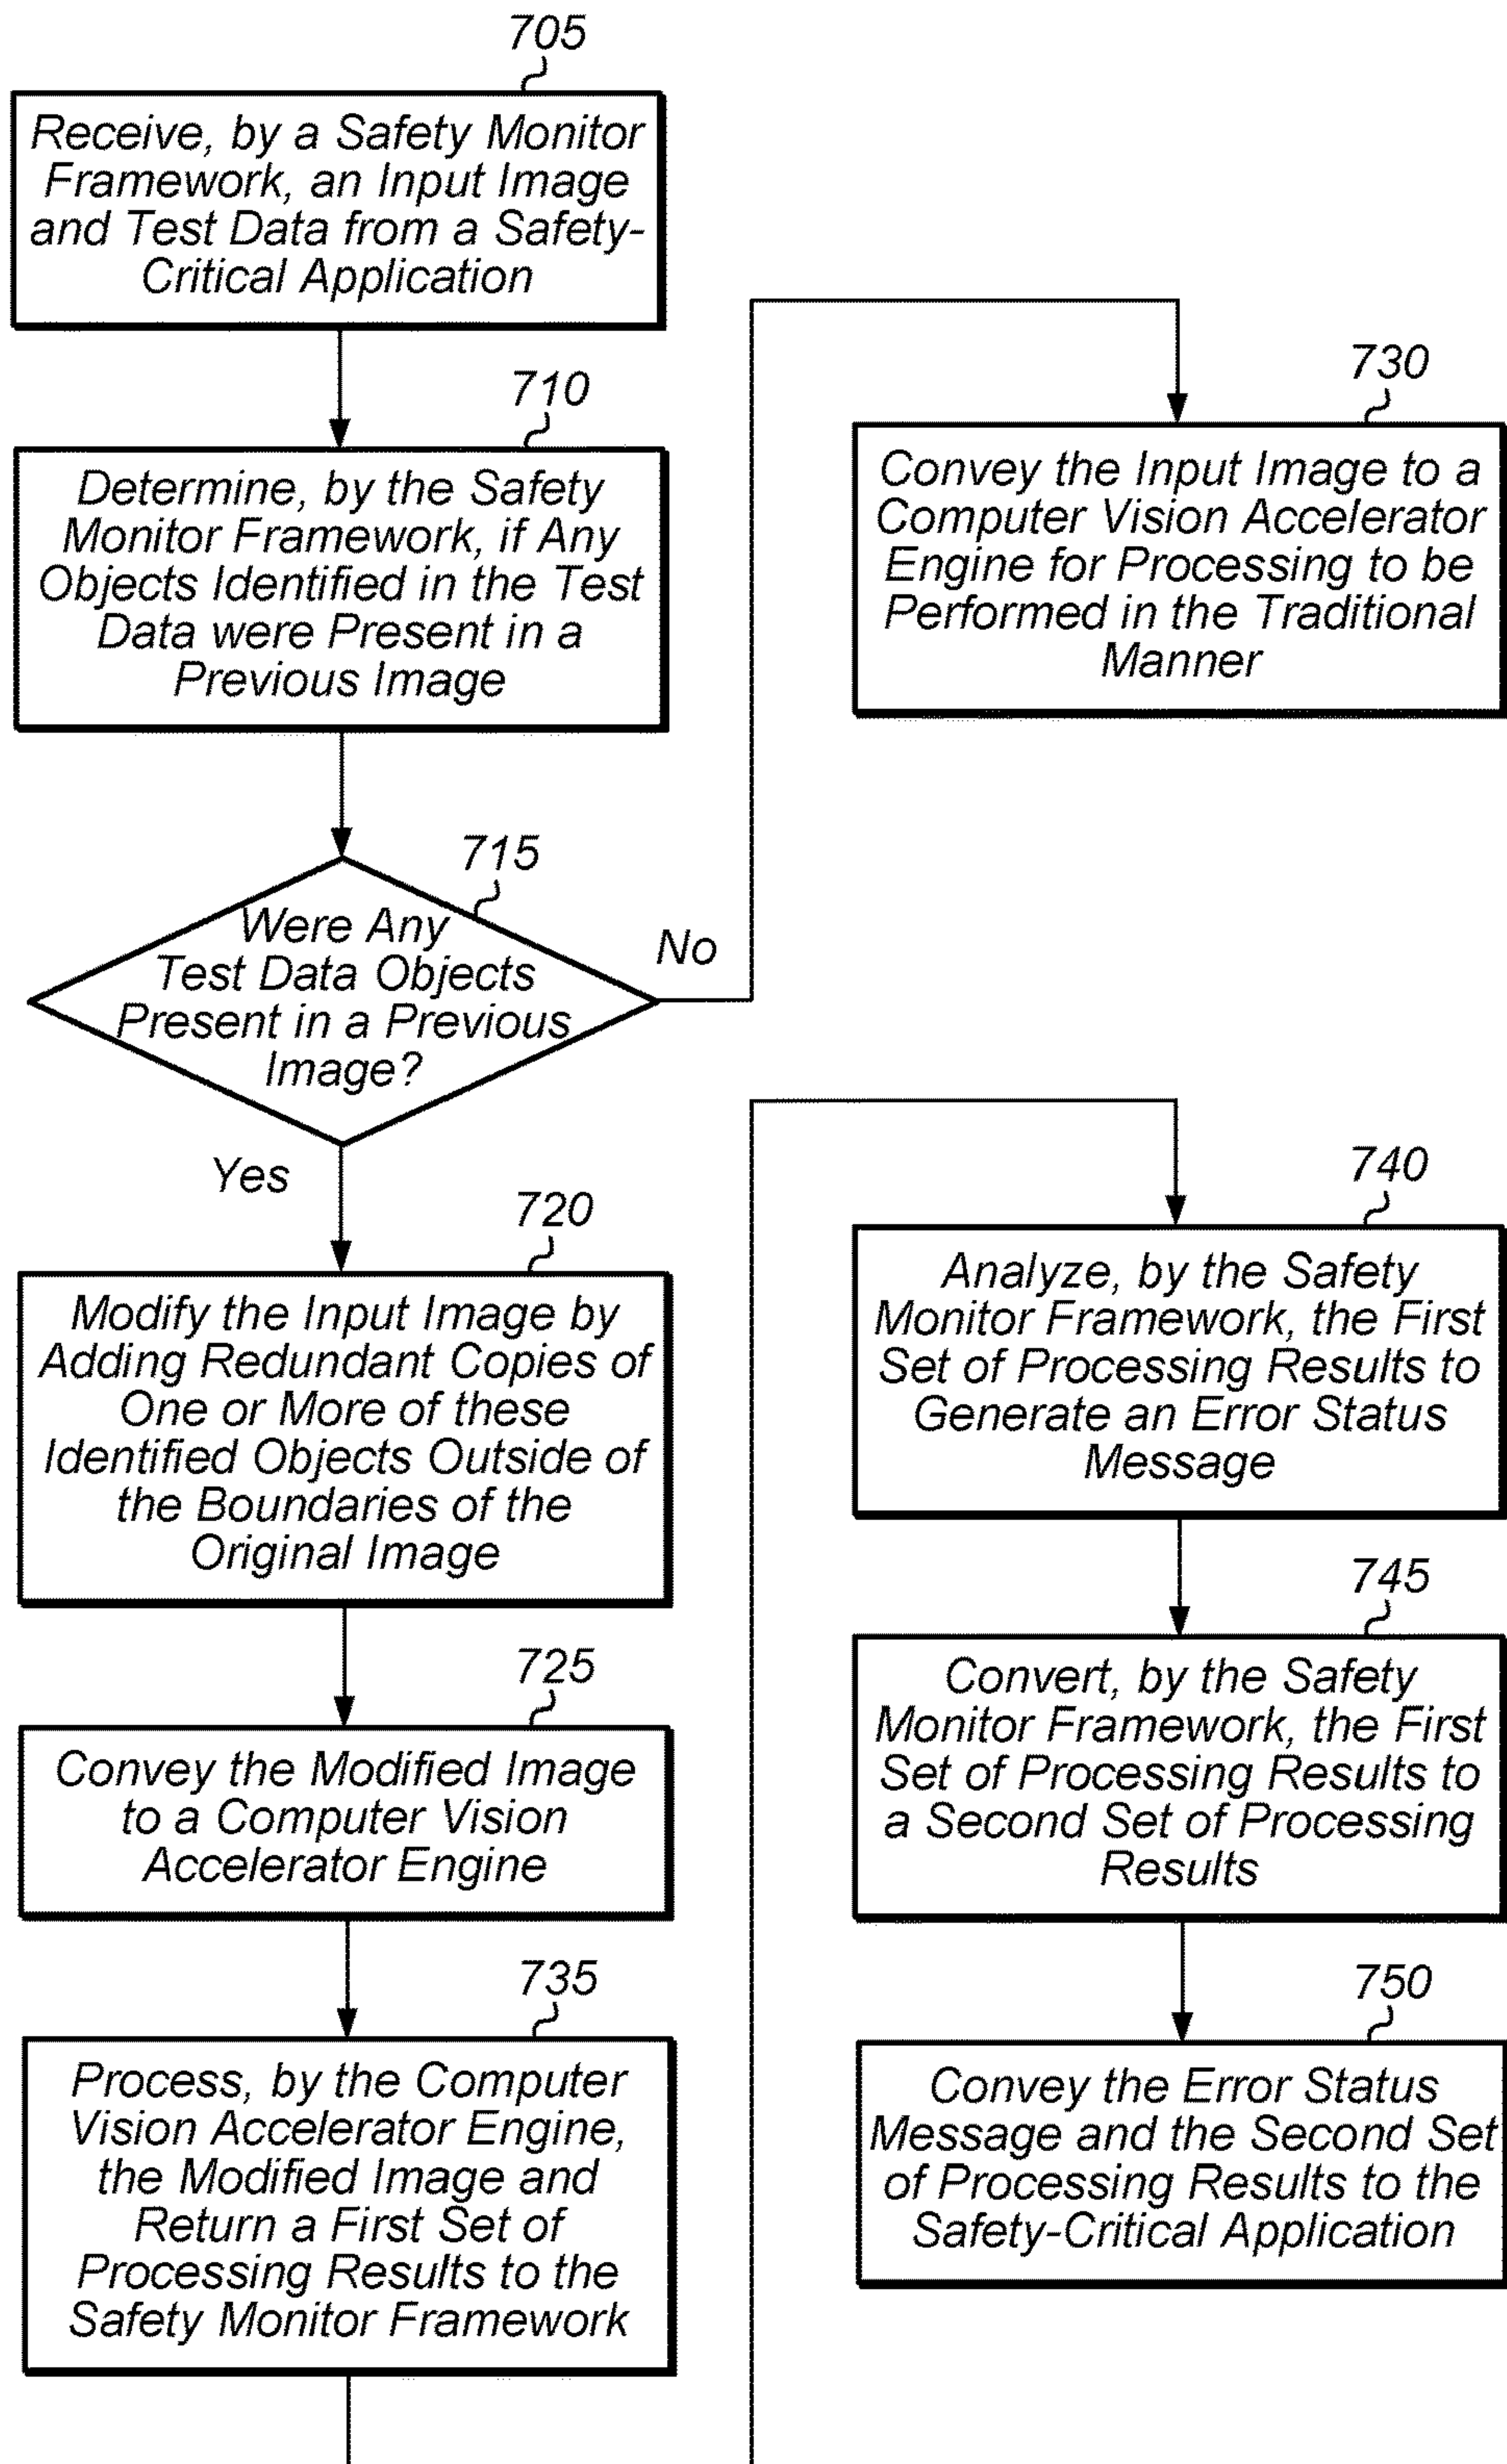 705
Receive, by a Safety Monitor
Framework, an Input Image
and Test Data from a Safety-
Critical Application
710
Determine, by the Safety
Monitor Framework, if Any
Objects Identified in the Test
Data were Present in a
Previous Image
715
Were Any
Test Data Objects
Present in a Previous
Image?
No
Yes
720
Modify the Input Image by
Adding Redundant Copies of
One or More of these
Identified Objects Outside of
the Boundaries of the
Original Image
725
Convey the Modified Image
to a Computer Vision
Accelerator Engine
735
Process, by the Computer
Vision Accelerator Engine,
the Modified Image and
Return a First Set of
Processing Results to the
Safety Monitor Framework
730
Convey the Input Image to a
Computer Vision Accelerator
Engine for Processing to be
Performed in the Traditional
Manner
740
Analyze, by the Safety
Monitor Framework, the First
Set of Processing Results to
Generate an Error Status
Message
745
Convert, by the Safety
Monitor Framework, the First
Set of Processing Results to
a Second Set of Processing
Results
750
Convey the Error Status
Message and the Second Set
of Processing Results to the
Safety-Critical Application